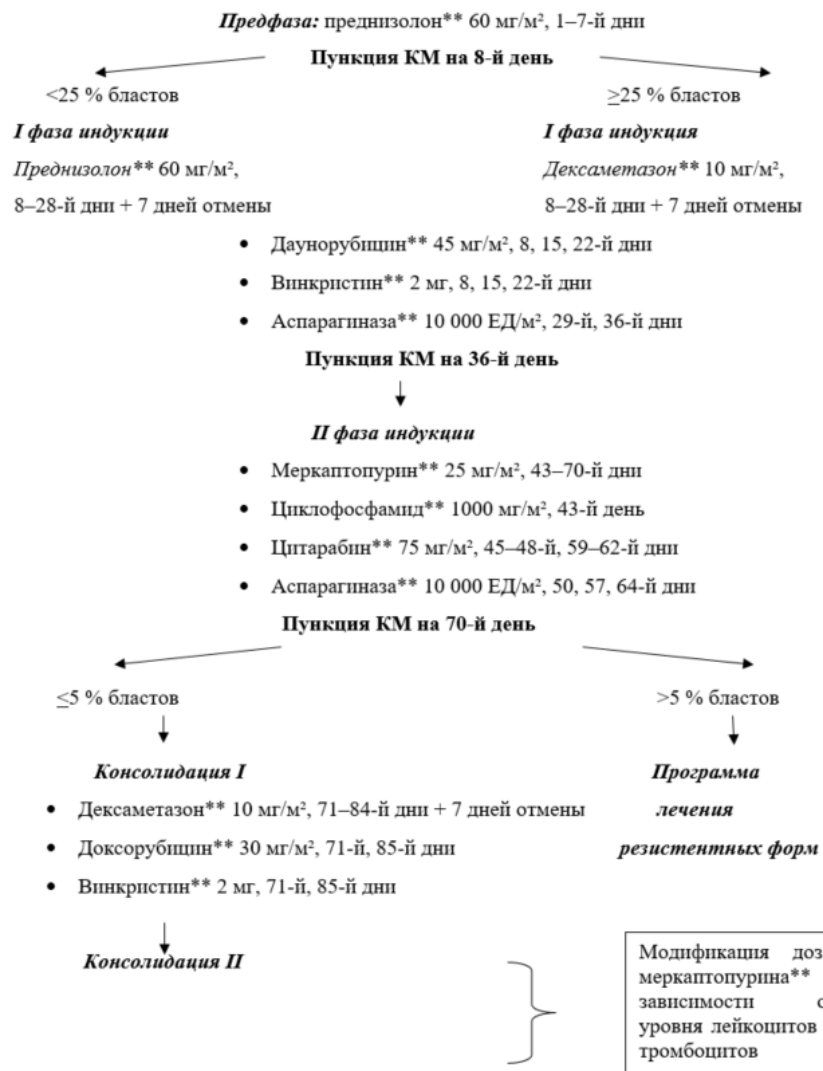 Предфаза: преднизолон** 60 мг/м², 1–7-й дни
Пункция КМ на 8-й день
<25 % бластов
≥25 % бластов
I фаза индукции
I фаза индукция
Преднизолон** 60 мг/м²,
Дексаметазон** 10 мг/м²,
8–28-й дни + 7 дней отмены
8–28-й дни + 7 дней отмены
• Даунорубицин** 45 мг/м², 8, 15, 22-й дни
• Винкристин** 2 мг, 8, 15, 22-й дни
• Аспарагиназа** 10 000 ЕД/м², 29-й, 36-й дни
Пункция КМ на 36-й день
II фаза индукции
• Меркаптопурин** 25 мг/м², 43–70-й дни
• Циклофосфамид** 1000 мг/м², 43-й день
• Цитарабин** 75 мг/м², 45–48-й, 59–62-й дни
• Аспарагиназа** 10 000 ЕД/м², 50, 57, 64-й дни
Пункция КМ на 70-й день
≤5 % бластов
>5 % бластов
Консолидация I
Программа
• Дексаметазон** 10 мг/м², 71–84-й дни + 7 дней отмены
лечения
• Доксорубицин** 30 мг/м², 71-й, 85-й дни
резистентных форм
• Винкристин** 2 мг, 71-й, 85-й дни
Консолидация II
Модификация доз
меркаптопурина**
зависимости о
уровня лейкоцитов
тромбоцитов